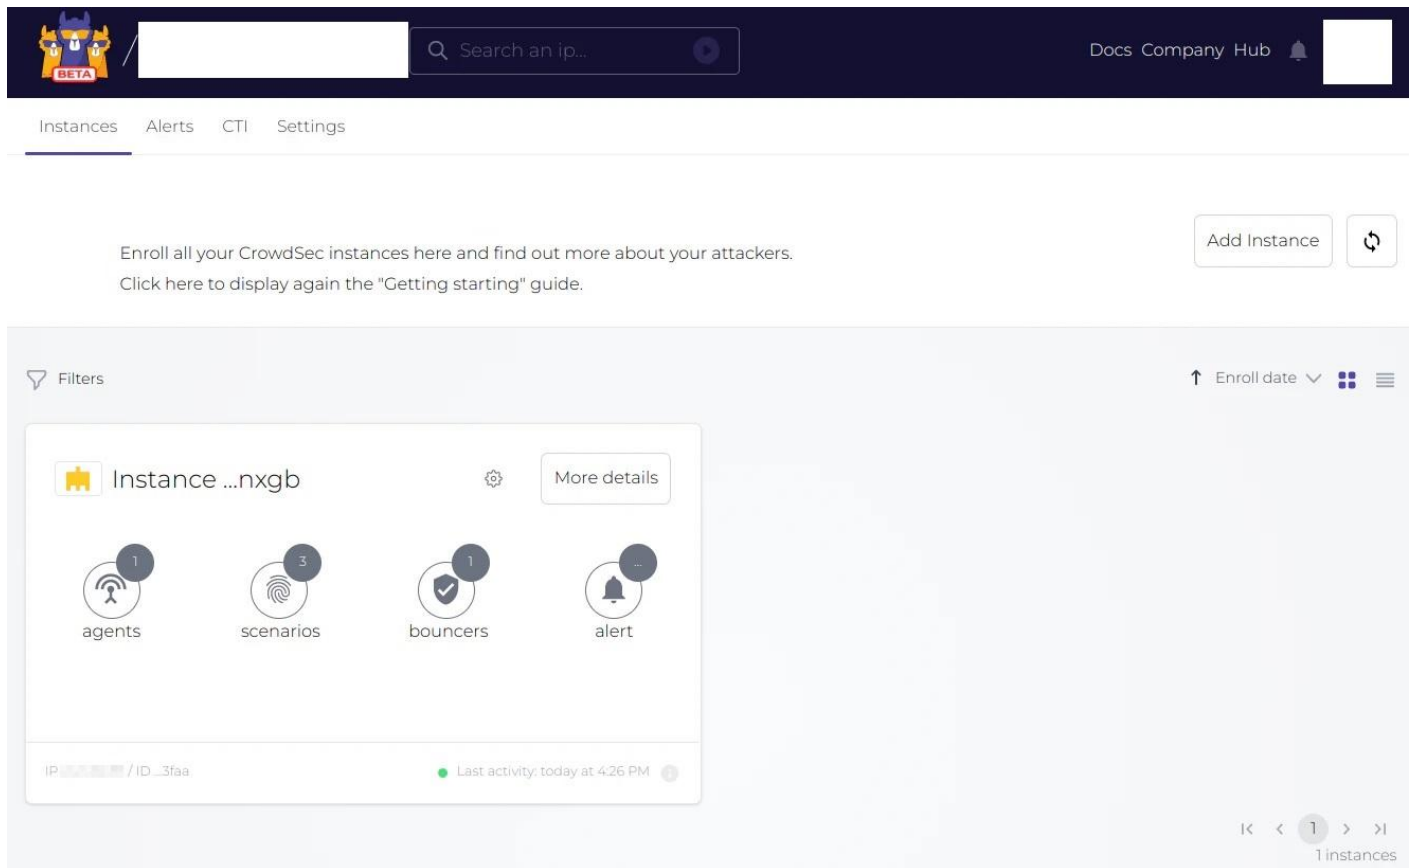 BETA
/
Search an ip...
Docs Company Hub
Instances Alerts CTI Settings
Enroll all your CrowdSec instances here and find out more about your attackers.
Click here to display again the "Getting starting" guide.
Add Instance
Filters
Enroll date
Instance ...nxgb
More details
1 3 1 ...
agents scenarios bouncers alert
IP / ID ...3faa
Last activity: today at 4:26 PM
1
1 instances